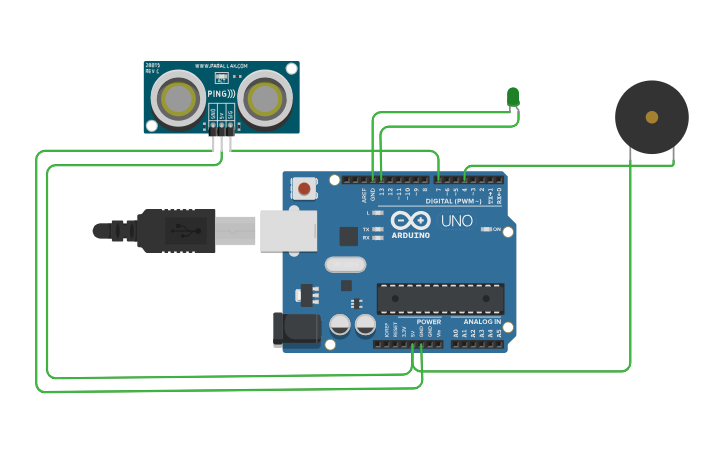 28015
REV C
WWW.PARALLAX.COM
PING)))
GND
5V
SIG
AREF
GND
13
12
~11
~10
~9
8
7
~6
~5
4
~3
2
TX→1
RX←0
DIGITAL (PWM~)
L
TX
RX
UNO
ARDUINO
ON
POWER
ANALOG IN
IOREF
RESET
3.3V
5V
GND
GND
Vin
A0
A1
A2
A3
A4
A5